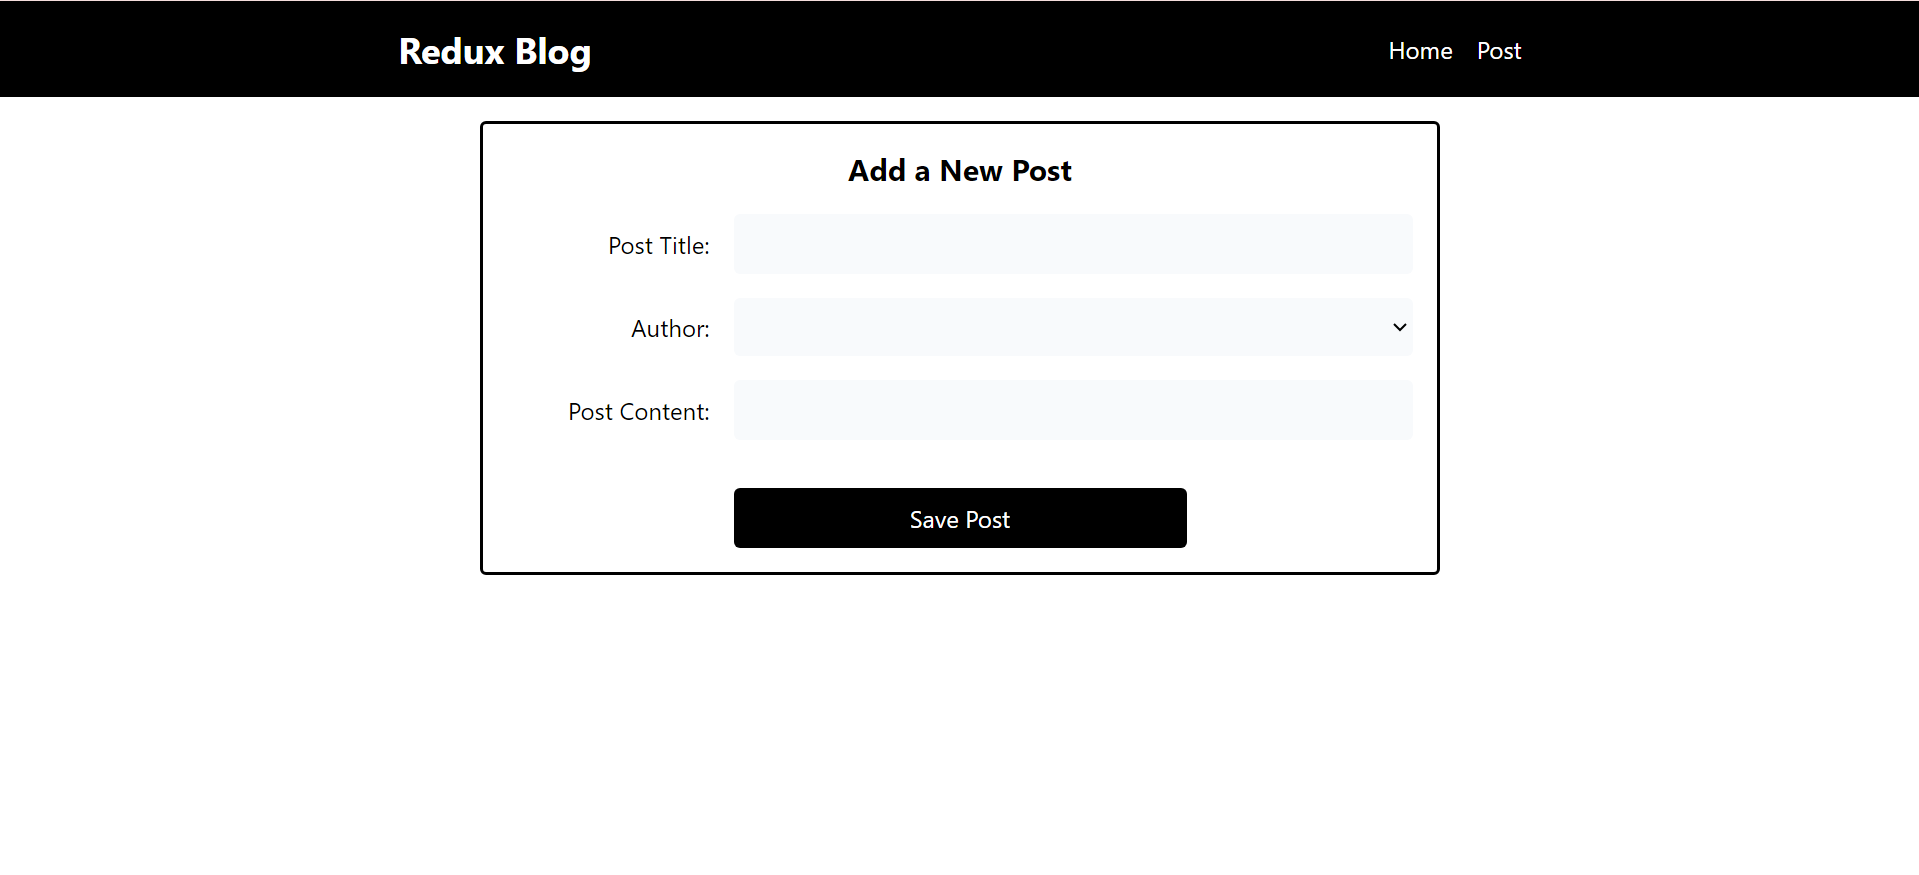 Redux Blog
Home Post
Add a New Post
Post Title:
Author:
Post Content:
Save Post